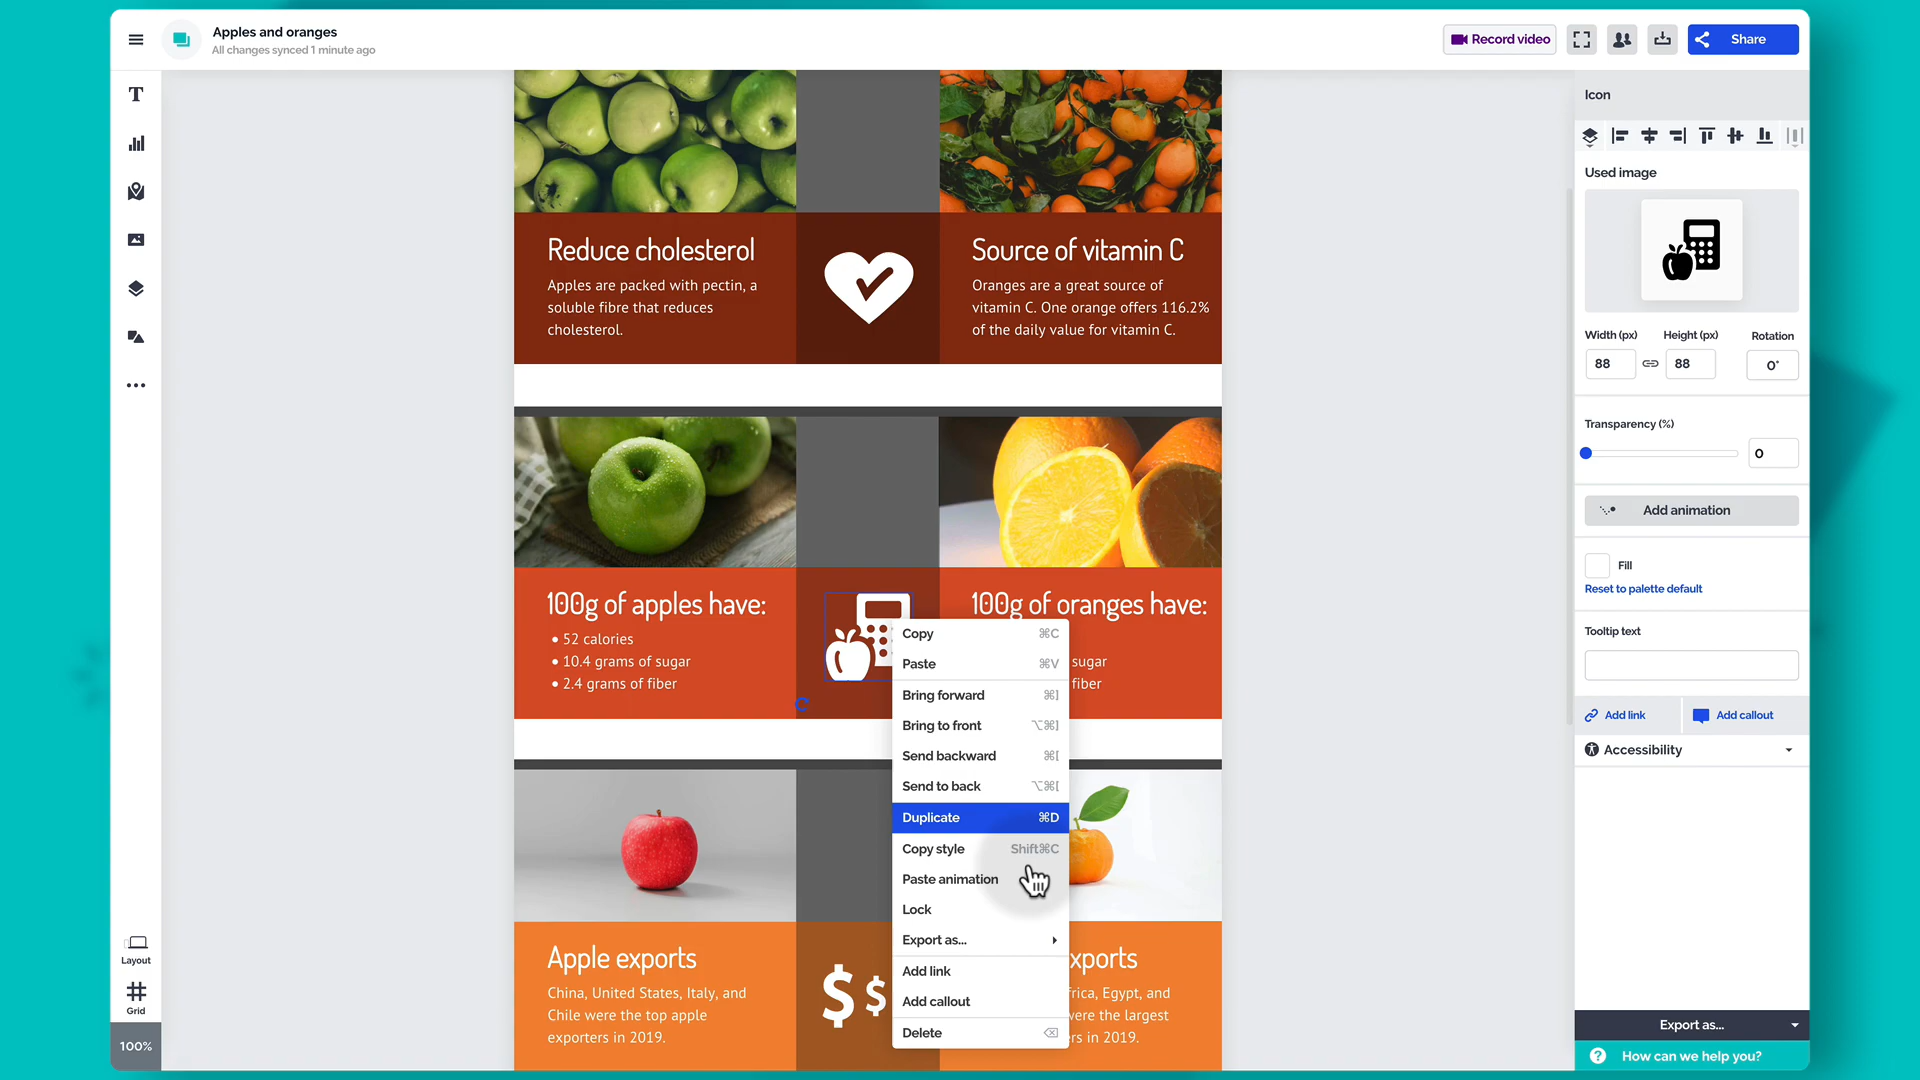 Apples and oranges
All changes synced 1 minute ago
Record video
Share
T
Icon
Used image
Width (px)
Height (px)
Rotation
88
88
0°
Transparency (%)
0
Add animation
Fill
Reset to palette default
Tooltip text
Add link
Add callout
Accessibility
Export as...
How can we help you?
Layout
Grid
100%
Reduce cholesterol
Apples are packed with pectin, a
soluble fibre that reduces
cholesterol.
Source of vitamin C
Oranges are a great source of
vitamin C. One orange offers 116.2%
of the daily value for vitamin C.
100g of apples have:
• 52 calories
• 10.4 grams of sugar
• 2.4 grams of fiber
100g of oranges have:
sugar
fiber
Copy ⌘C
Paste ⌘V
Bring forward ⌘]
Bring to front ⌥⌘]
Send backward ⌘[
Send to back ⌥⌘[
Duplicate ⌘D
Copy style Shift⌘C
Paste animation
Lock
Export as...
Add link
Add callout
Delete
Apple exports
China, United States, Italy, and
Chile were the top apple
exporters in 2019.
$ $
xports
frica, Egypt, and
were the largest
rs in 2019.